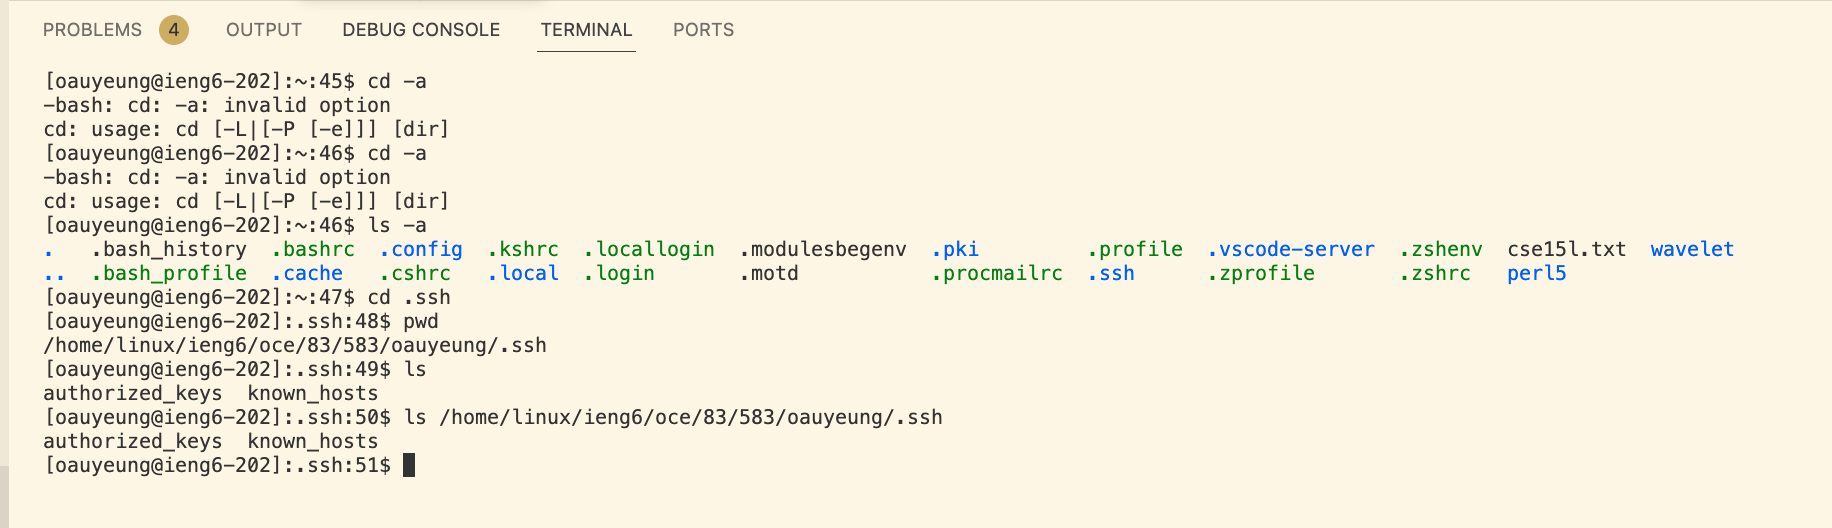 PROBLEMS 4 OUTPUT DEBUG CONSOLE TERMINAL PORTS
[oauyeung@ieng6-202]:~:45$ cd -a
-bash: cd: -a: invalid option
cd: usage: cd [-L|[-P [-e]]] [dir]
[oauyeung@ieng6-202]:~:46$ cd -a
-bash: cd: -a: invalid option
cd: usage: cd [-L|[-P [-e]]] [dir]
[oauyeung@ieng6-202]:~:46$ ls -a
. .bash_history .bashrc .config .kshrc .locallogin .modulesbegenv .pki .profile .vscode-server .zshenv cse15l.txt wavelet
.. .bash_profile .cache .cshrc .local .login .motd .procmailrc .ssh .zprofile .zshrc perl5
[oauyeung@ieng6-202]:~:47$ cd .ssh
[oauyeung@ieng6-202]:.ssh:48$ pwd
/home/linux/ieng6/oce/83/583/oauyeung/.ssh
[oauyeung@ieng6-202]:.ssh:49$ ls
authorized_keys known_hosts
[oauyeung@ieng6-202]:.ssh:50$ ls /home/linux/ieng6/oce/83/583/oauyeung/.ssh
authorized_keys known_hosts
[oauyeung@ieng6-202]:.ssh:51$